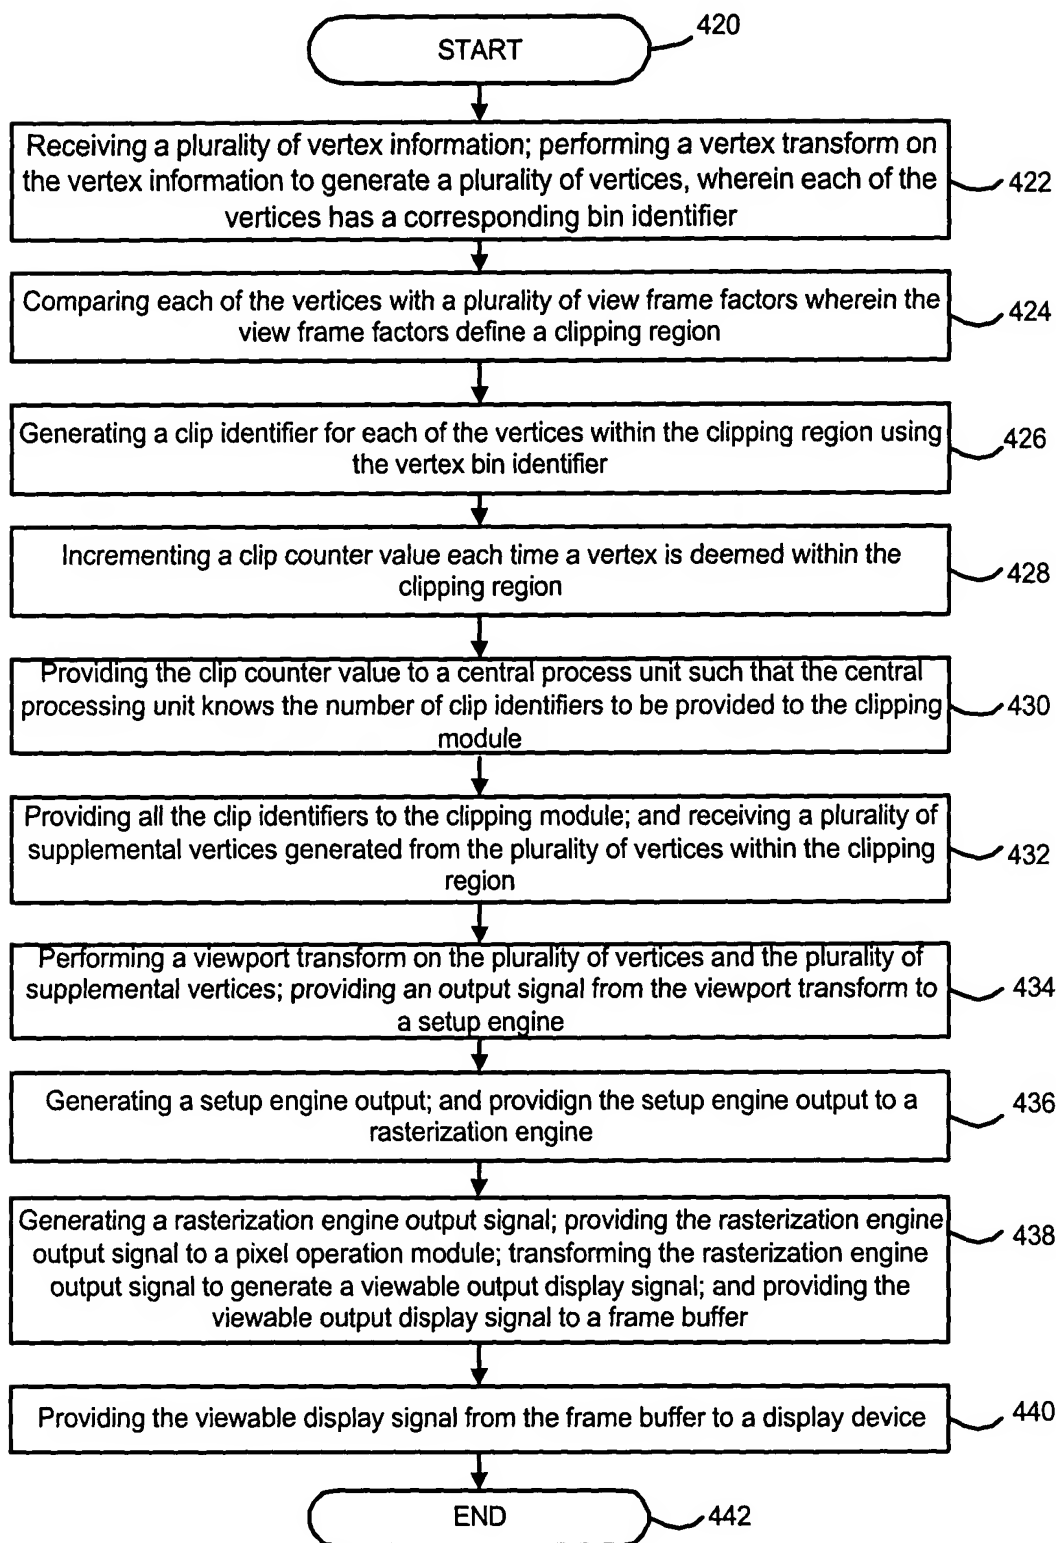 START
420
Receiving a plurality of vertex information; performing a vertex transform on
the vertex information to generate a plurality of vertices, wherein each of the
vertices has a corresponding bin identifier
422
Comparing each of the vertices with a plurality of view frame factors wherein the
view frame factors define a clipping region
424
Generating a clip identifier for each of the vertices within the clipping region using
the vertex bin identifier
426
Incrementing a clip counter value each time a vertex is deemed within the
clipping region
428
Providing the clip counter value to a central process unit such that the central
processing unit knows the number of clip identifiers to be provided to the clipping
module
430
Providing all the clip identifiers to the clipping module; and receiving a plurality of
supplemental vertices generated from the plurality of vertices within the clipping
region
432
Performing a viewport transform on the plurality of vertices and the plurality of
supplemental vertices; providing an output signal from the viewport transform to
a setup engine
434
Generating a setup engine output; and providign the setup engine output to a
rasterization engine
436
Generating a rasterization engine output signal; providing the rasterization engine
output signal to a pixel operation module; transforming the rasterization engine
output signal to generate a viewable output display signal; and providing the
viewable output display signal to a frame buffer
438
Providing the viewable display signal from the frame buffer to a display device
440
END
442